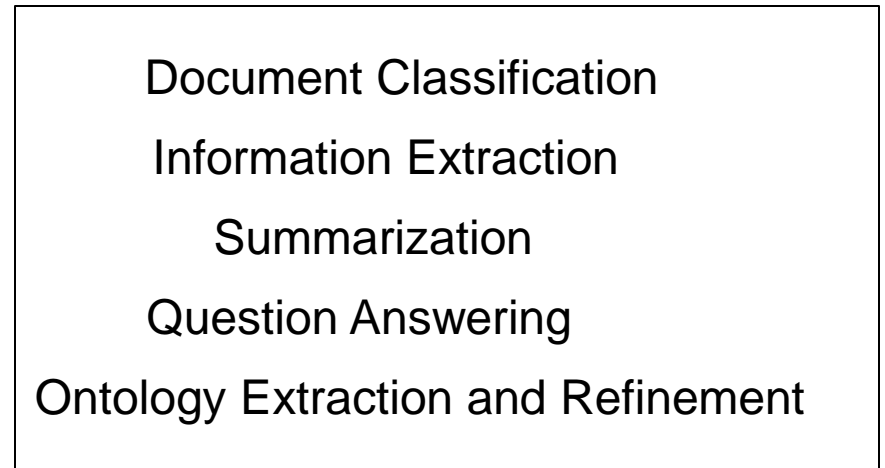 Document Classification
Information Extraction
Summarization
Question Answering
Ontology Extraction and Refinement